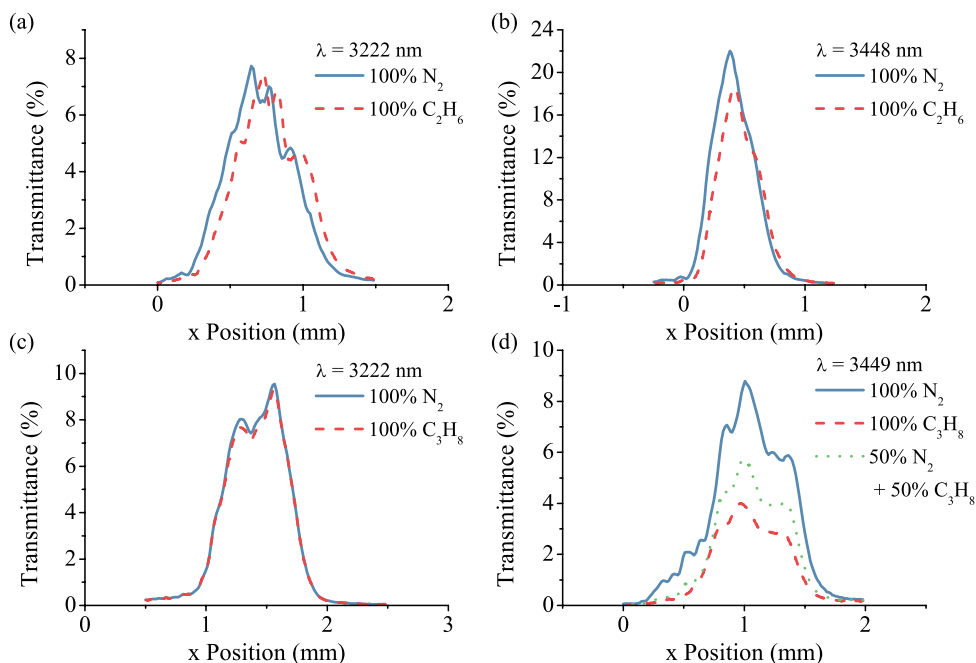 (a)
λ = 3222 nm
100% N2
100% C2H6
Transmittance (%)
8
6
4
2
0
0
1
2
x Position (mm)
(b)
λ = 3448 nm
100% N2
100% C2H6
Transmittance (%)
24
20
16
12
8
4
0
-1
0
1
2
x Position (mm)
(c)
λ = 3222 nm
100% N2
100% C3H8
Transmittance (%)
10
8
6
4
2
0
0
1
2
3
x Position (mm)
(d)
λ = 3449 nm
100% N2
100% C3H8
50% N2
+ 50% C3H8
Transmittance (%)
10
8
6
4
2
0
0
1
2
x Position (mm)